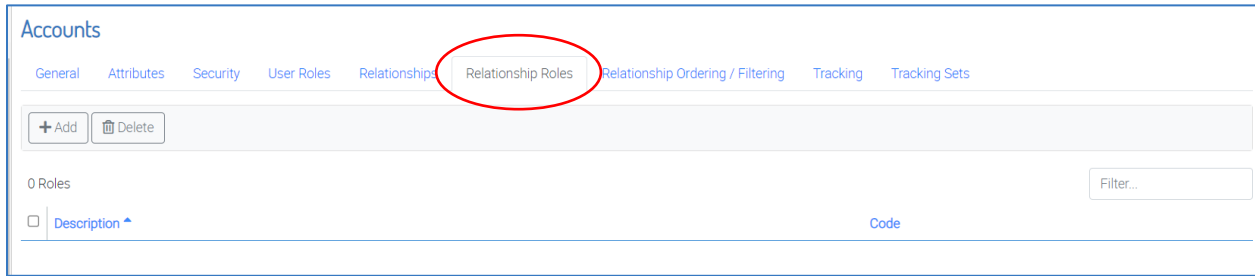 Accounts
General Attributes Security User Roles Relationships Relationship Roles Relationship Ordering / Filtering Tracking Tracking Sets
Add Delete
0 Roles Filter...
Description Code